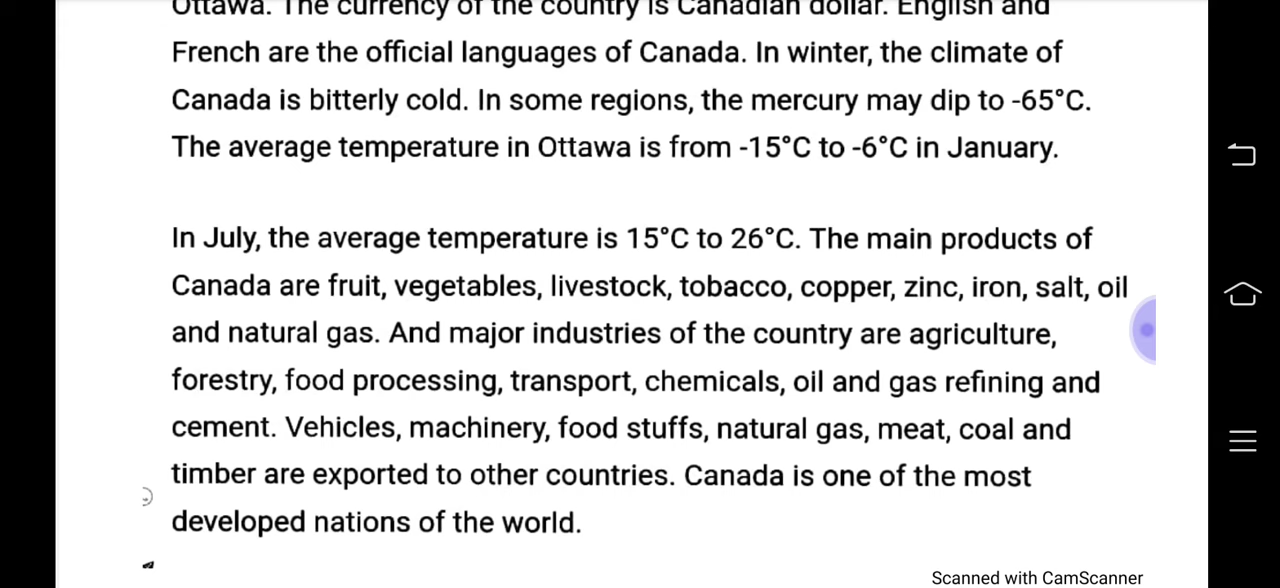 Ottawa. The currency of the country is Canadian dollar. English and
French are the official languages of Canada. In winter, the climate of
Canada is bitterly cold. In some regions, the mercury may dip to -65°C.
The average temperature in Ottawa is from -15°C to -6°C in January.
In July, the average temperature is 15°C to 26°C. The main products of
Canada are fruit, vegetables, livestock, tobacco, copper, zinc, iron, salt, oil
and natural gas. And major industries of the country are agriculture,
forestry, food processing, transport, chemicals, oil and gas refining and
cement. Vehicles, machinery, food stuffs, natural gas, meat, coal and
timber are exported to other countries. Canada is one of the most
developed nations of the world.
Scanned with CamScanner